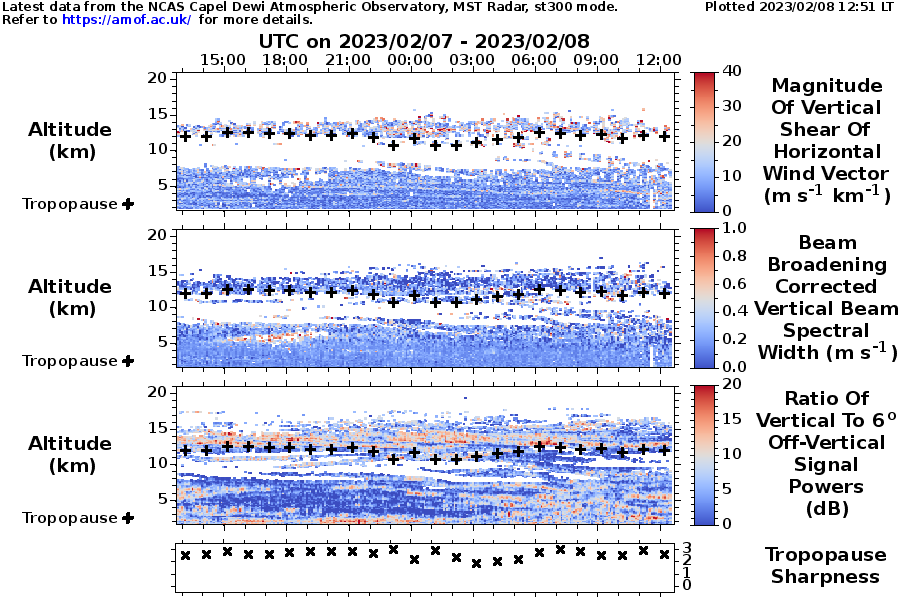 Latest data from the NCAS Capel Dewi Atmospheric Observatory, MST Radar, st300 mode.
Plotted 2023/02/08 12:51 LT
Refer to https://amof.ac.uk/ for more details.
UTC on 2023/02/07 - 2023/02/08
15:00 18:00 21:00 00:00 03:00 06:00 09:00 12:00
20
15
10
5
Altitude
(km)
Tropopause +
40
30
20
10
0
Magnitude
Of Vertical
Shear Of
Horizontal
Wind Vector
(m s-1 km-1)
20
15
10
5
Altitude
(km)
Tropopause +
1.0
0.8
0.6
0.4
0.2
0.0
Beam
Broadening
Corrected
Vertical Beam
Spectral
Width (m s-1)
20
15
10
5
Altitude
(km)
Tropopause +
20
15
10
5
0
Ratio Of
Vertical To 6o
Off-Vertical
Signal
Powers
(dB)
3
2
1
0
Tropopause
Sharpness